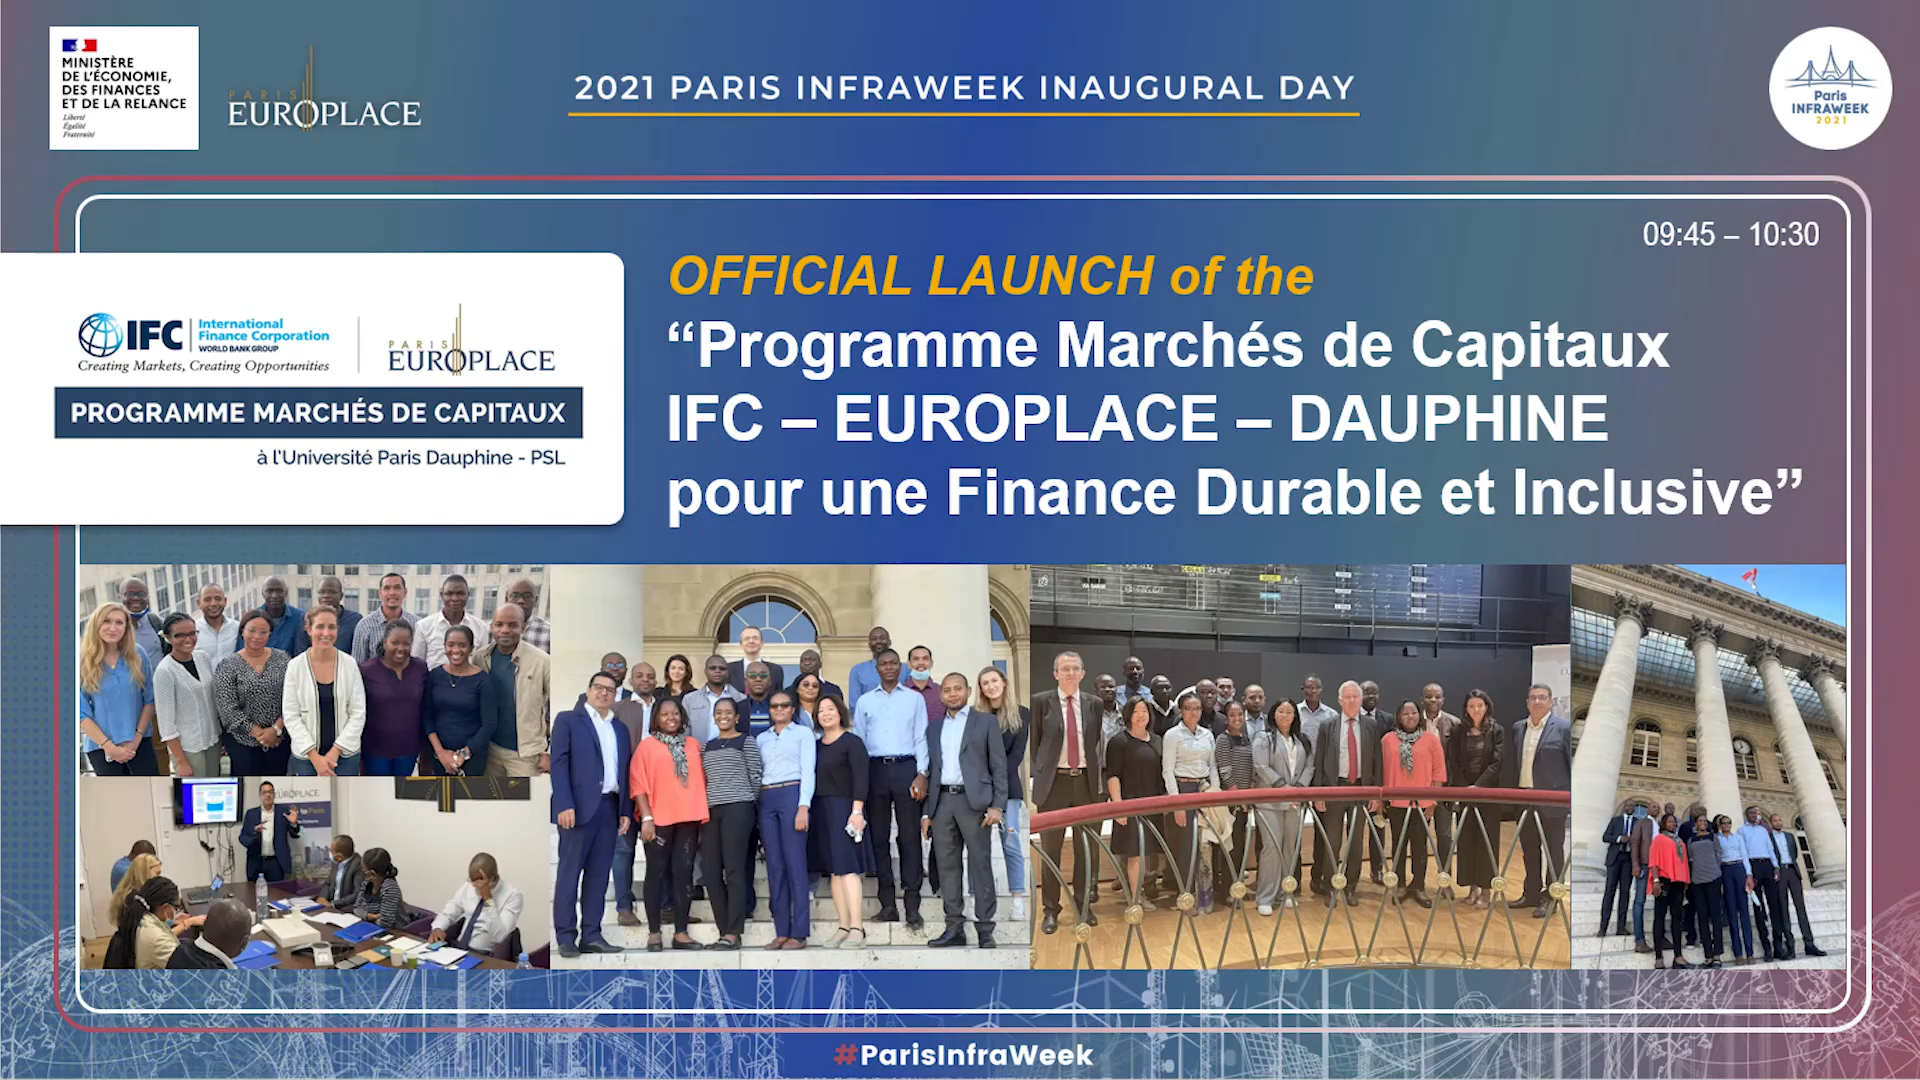 MINISTÈRE
DE L'ÉCONOMIE,
DES FINANCES
ET DE LA RELANCE
Liberté
Égalité
Fraternité
PARIS
EUROPLACE
2021 PARIS INFRAWEEK INAUGURAL DAY
Paris
INFRAWEEK
2021
09:45 – 10:30
IFC
International
Finance Corporation
WORLD BANK GROUP
Creating Markets, Creating Opportunities
PARIS
EUROPLACE
PROGRAMME MARCHÉS DE CAPITAUX
à l'Université Paris Dauphine - PSL
OFFICIAL LAUNCH of the
“Programme Marchés de Capitaux
IFC – EUROPLACE – DAUPHINE
pour une Finance Durable et Inclusive”
EUROPLACE
#ParisInfraWeek